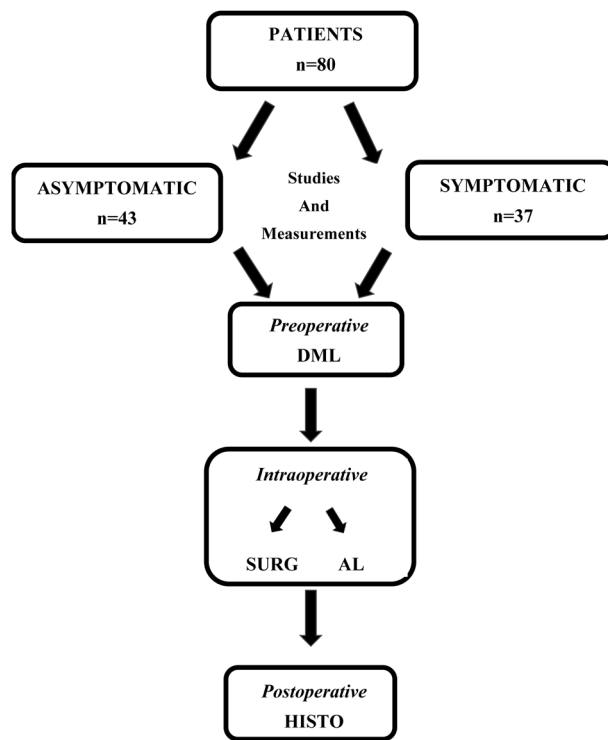 PATIENTS
n=80
ASYMPTOMATIC
n=43
Studies
And
Measurements
SYMPTOMATIC
n=37
Preoperative
DML
Intraoperative
SURG AL
Postoperative
HISTO